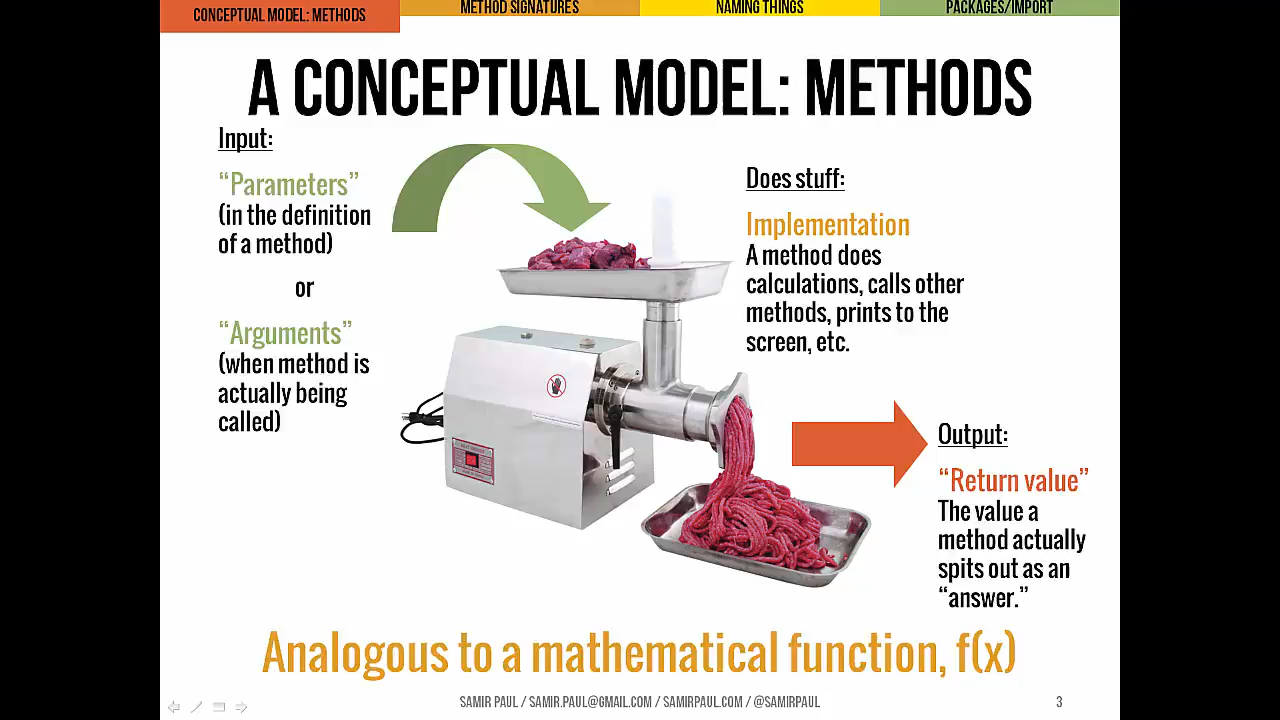 CONCEPTUAL MODEL: METHODS
METHOD SIGNATURES
NAMING THINGS
PACKAGES/IMPORT
A CONCEPTUAL MODEL: METHODS
Input:
“Parameters”
(in the definition
of a method)
or
“Arguments”
(when method is
actually being
called)
Does stuff:
Implementation
A method does
calculations, calls other
methods, prints to the
screen, etc.
Output:
“Return value”
The value a
method actually
spits out as an
“answer.”
Analogous to a mathematical function, f(x)
SAMIR PAUL / SAMIR.PAUL@GMAIL.COM / SAMIRPAUL.COM / @SAMIRPAUL
3